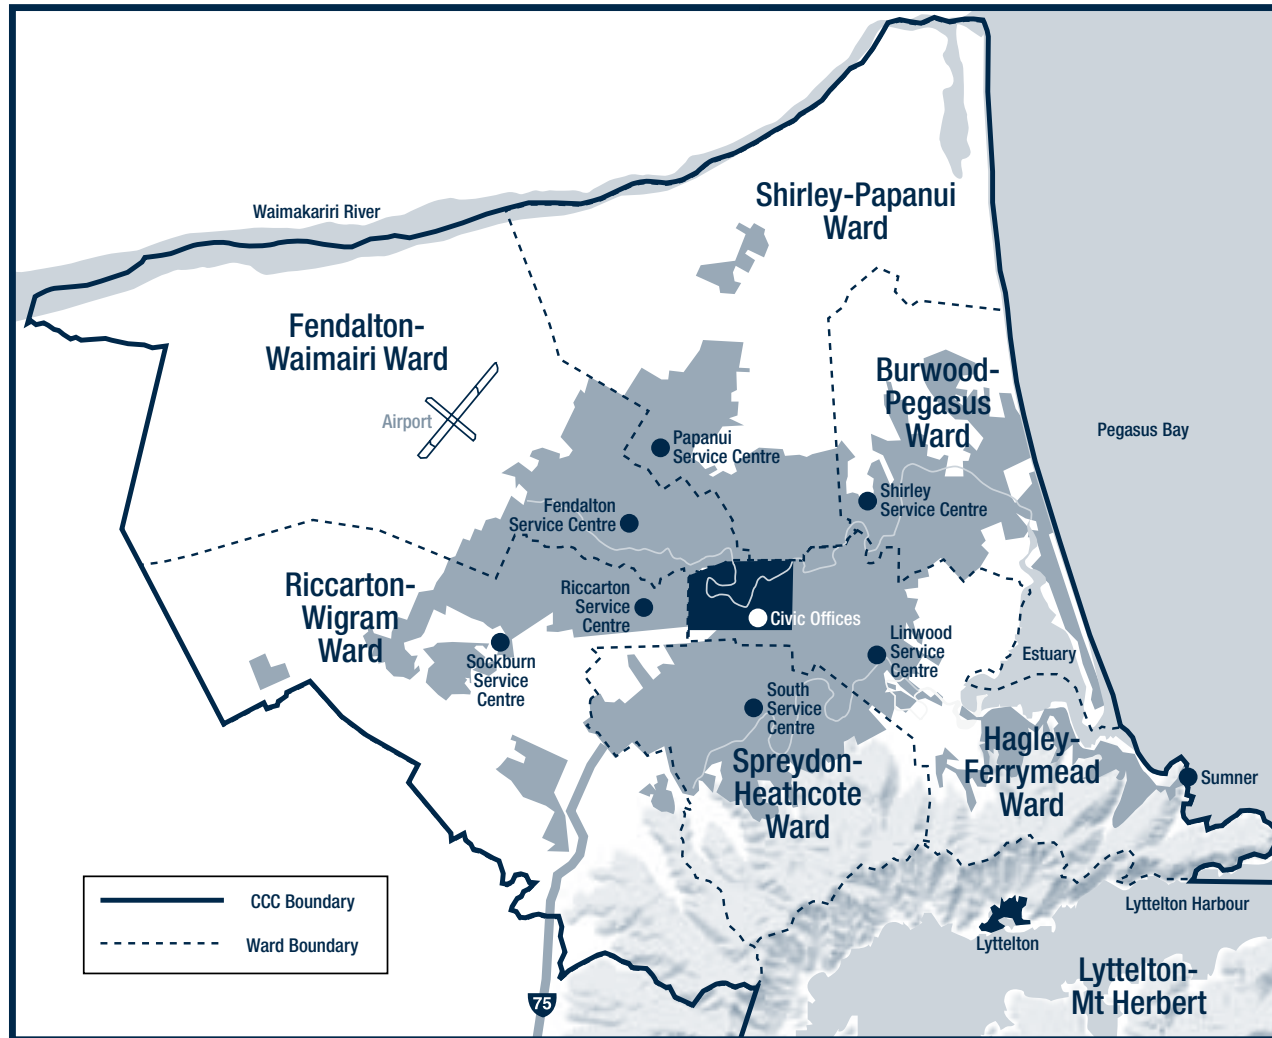 Shirley-Papanui
Ward
Waimakariri River
Fendalton-
Waimairi Ward
Airport
Burwood-
Pegasus
Ward
Pegasus Bay
Papanui
Service Centre
Shirley
Service Centre
Fendalton
Service Centre
Riccarton-
Wigram
Ward
Riccarton
Service
Centre
Civic Offices
Linwood
Service
Centre
Estuary
Sockburn
Service
Centre
South
Service
Centre
Spreydon-
Heathcote
Ward
Hagley-
Ferrymead
Ward
Sumner
CCC Boundary
Ward Boundary
Lyttelton Harbour
Lyttelton
Lyttelton-
Mt Herbert
75